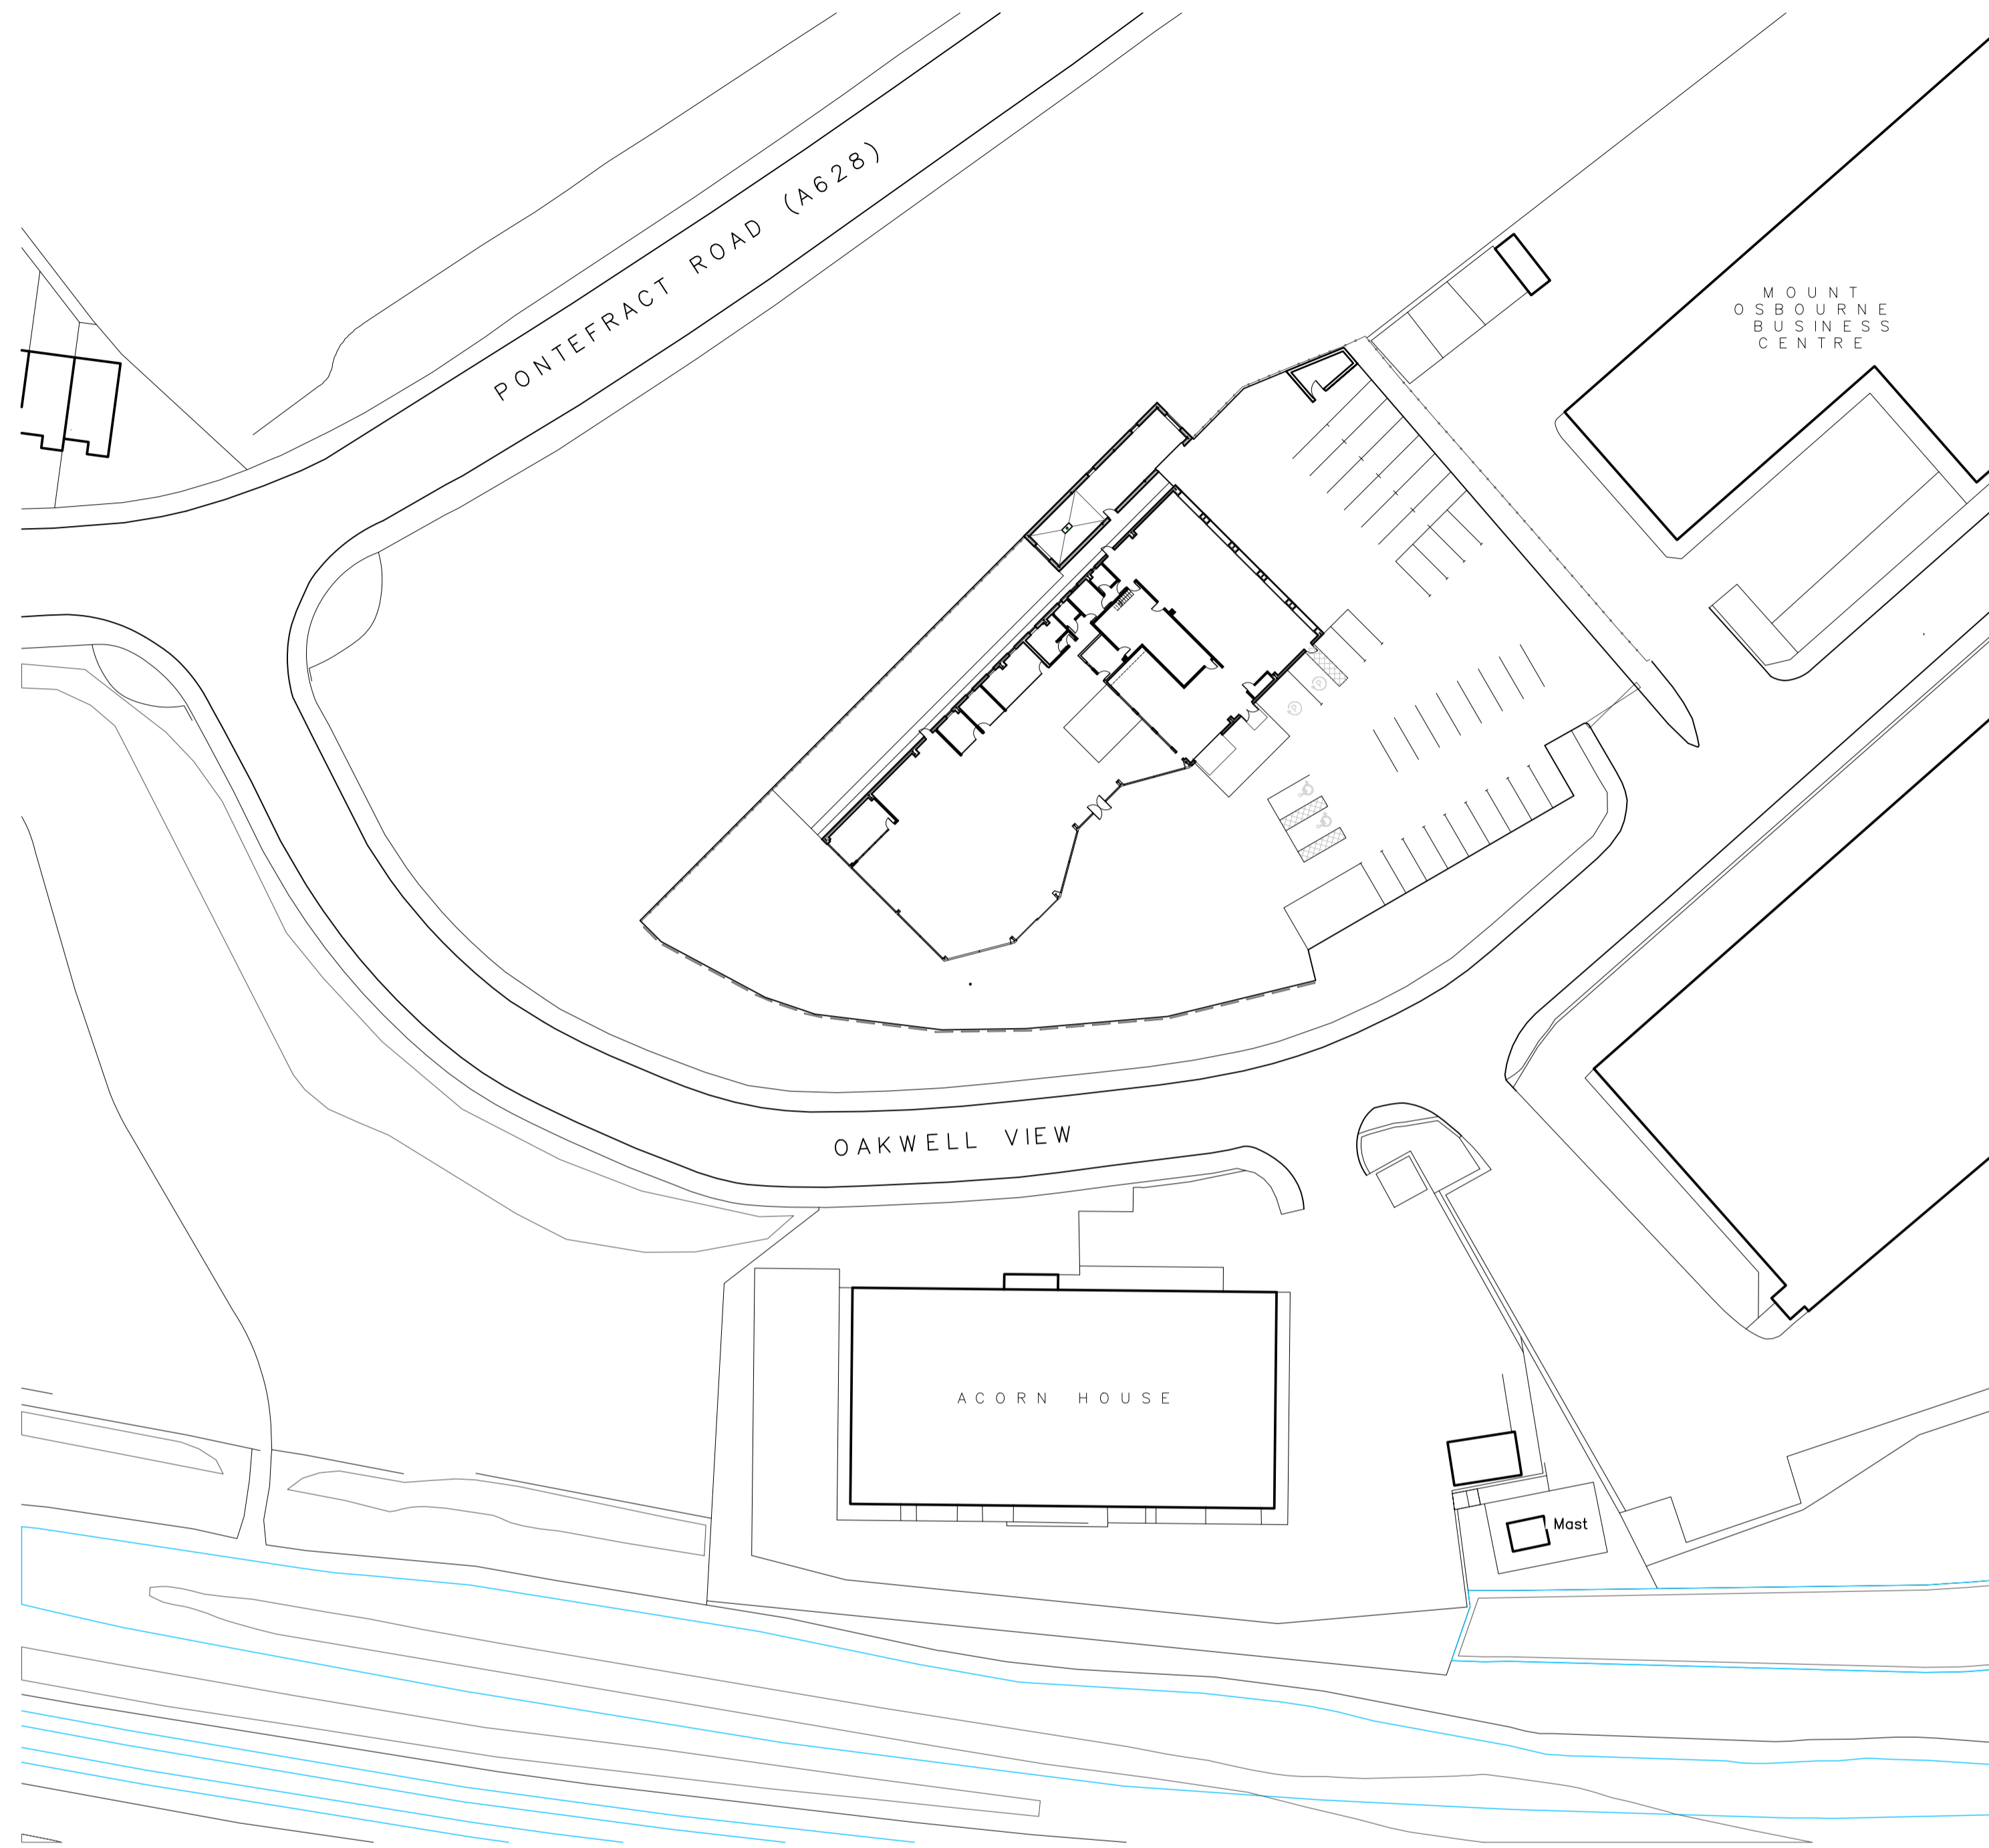 PONTEFRACT ROAD (A628)
MOUNT
OSBOURNE
BUSINESS
CENTRE
OAKWELL VIEW
ACORN HOUSE
Mast